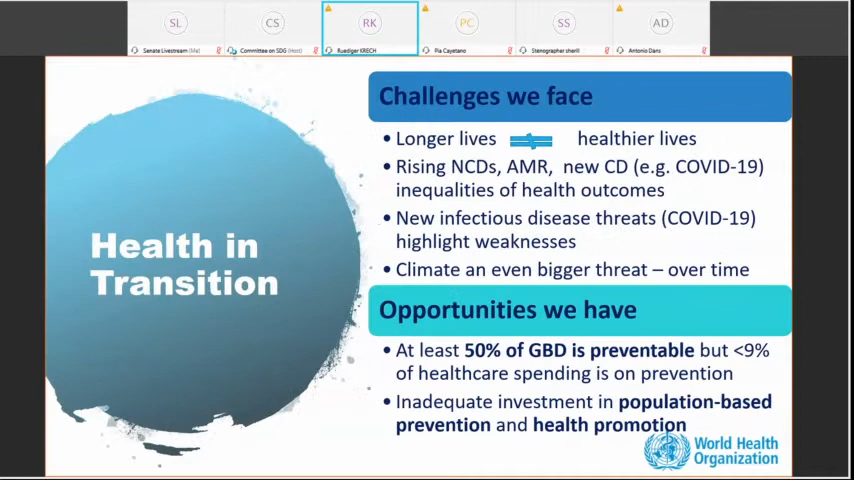 SL
CS
RK
PC
SS
AD
Senate Livestream (Me)
Committee on SDG (Host)
Ruediger KRECH
Pia Cayetano
Stenographer sherill
Antonio Dans
Challenges we face
• Longer lives ≠ healthier lives
• Rising NCDs, AMR, new CD (e.g. COVID-19)
inequalities of health outcomes
• New infectious disease threats (COVID-19)
highlight weaknesses
• Climate an even bigger threat – over time
Health in
Transition
Opportunities we have
• At least 50% of GBD is preventable but <9%
of healthcare spending is on prevention
• Inadequate investment in population-based
prevention and health promotion
World Health
Organization